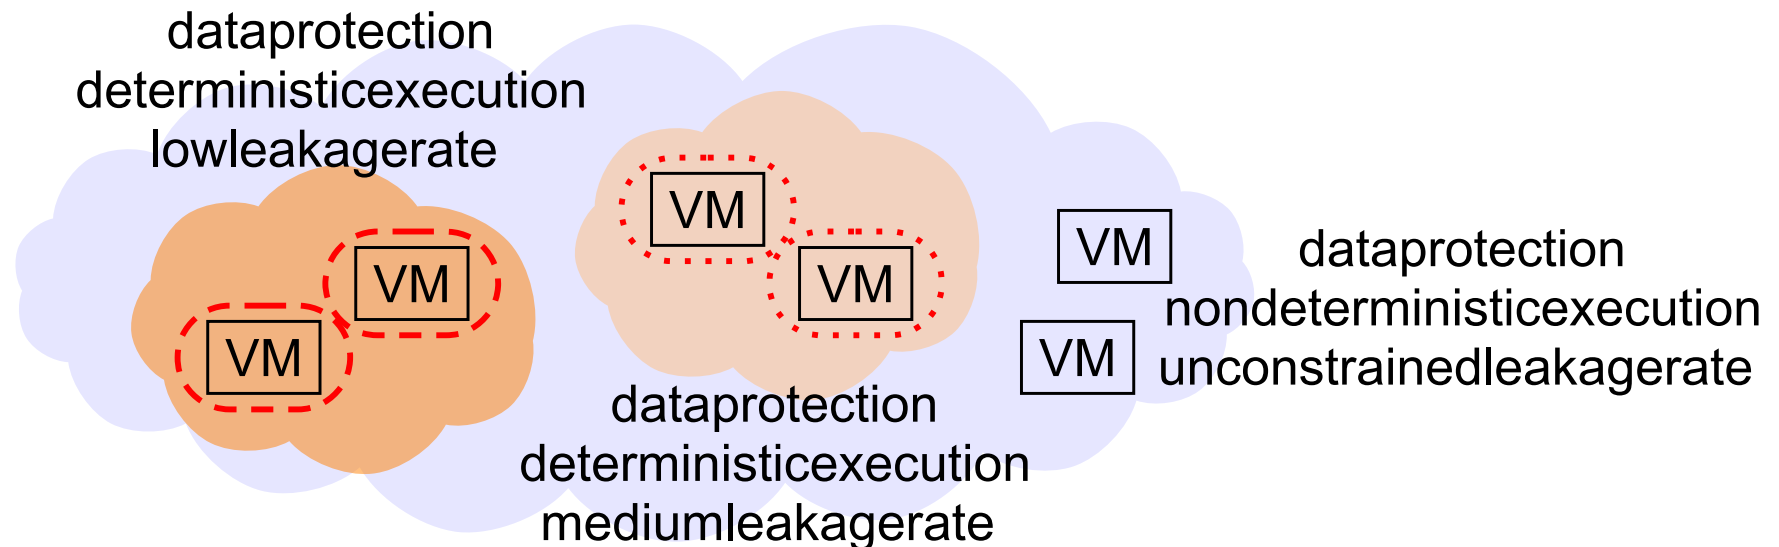 dataprotection
deterministicexecution
lowleakagerate
VM
VM
VM
VM
dataprotection
deterministicexecution
mediumleakagerate
VM
VM
dataprotection
nondeterministicexecution
unconstrainedleakagerate